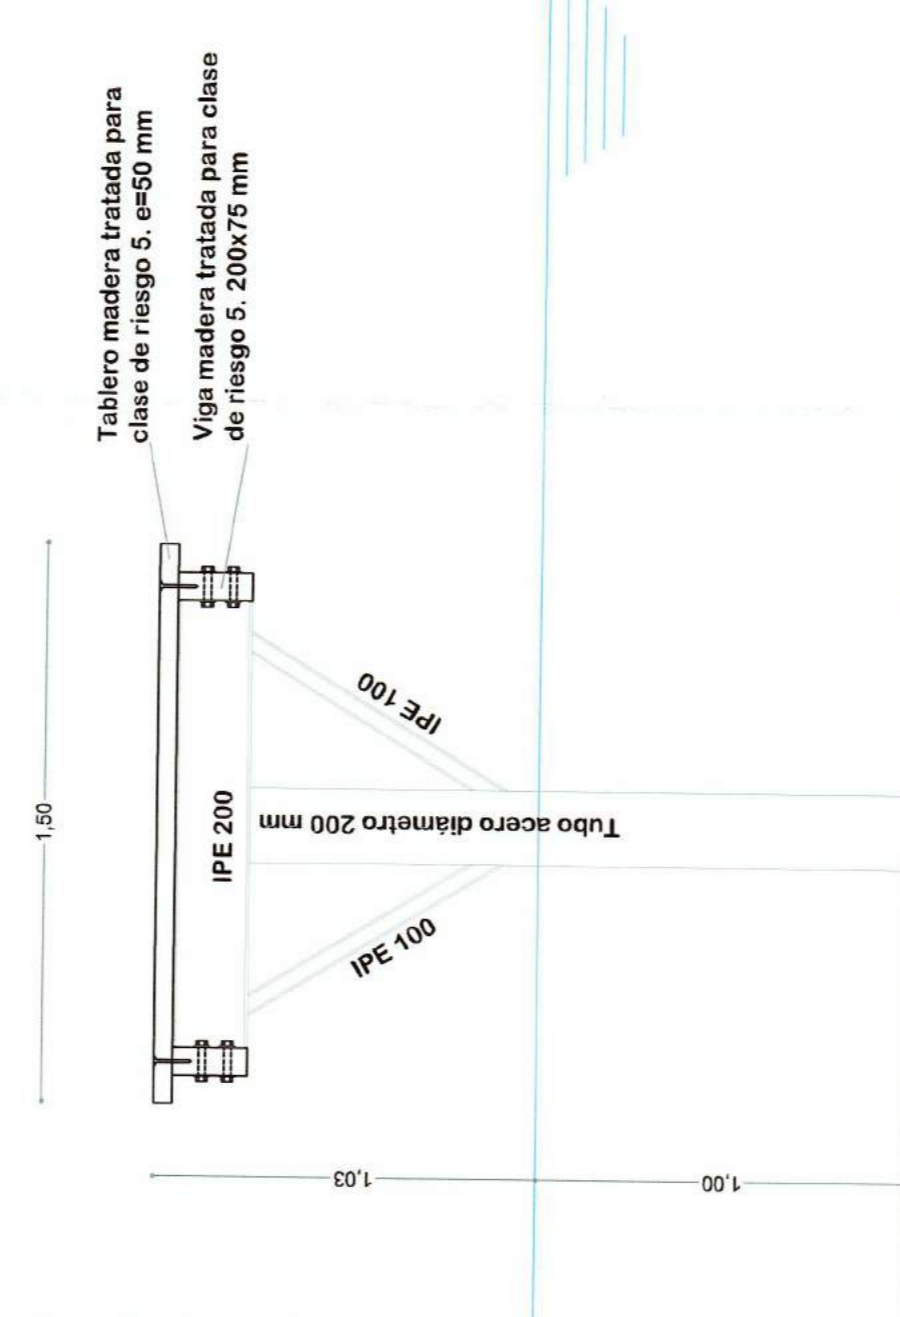 1,50
Tablero madera tratada para
clase de riesgo 5. e=50 mm
Viga madera tratada para clase
de riesgo 5. 200x75 mm
IPE 200
IPE 100
IPE 100
Tubo acero diámetro 200 mm
1,03
1,00